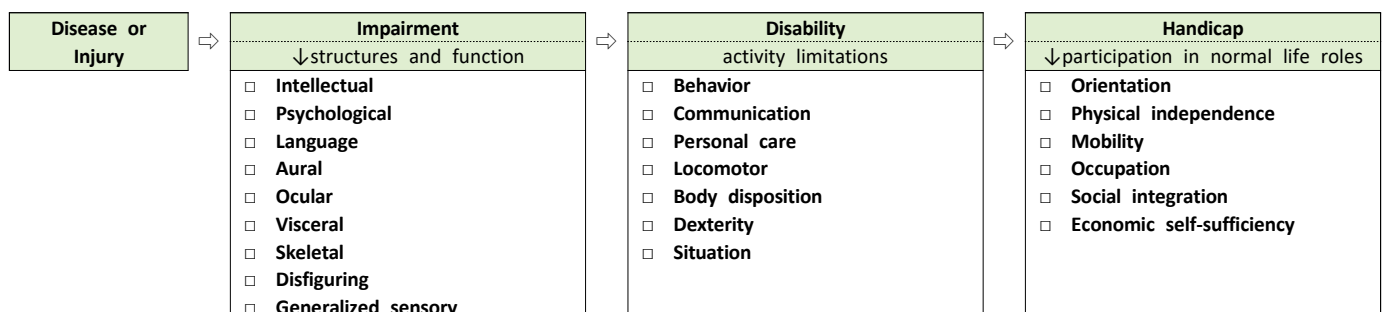 Disease or
Injury
⇨
Impairment
↓structures and function
□ Intellectual
□ Psychological
□ Language
□ Aural
□ Ocular
□ Visceral
□ Skeletal
□ Disfiguring
□ Generalized sensory
⇨
Disability
activity limitations
□ Behavior
□ Communication
□ Personal care
□ Locomotor
□ Body disposition
□ Dexterity
□ Situation
⇨
Handicap
↓participation in normal life roles
□ Orientation
□ Physical independence
□ Mobility
□ Occupation
□ Social integration
□ Economic self-sufficiency